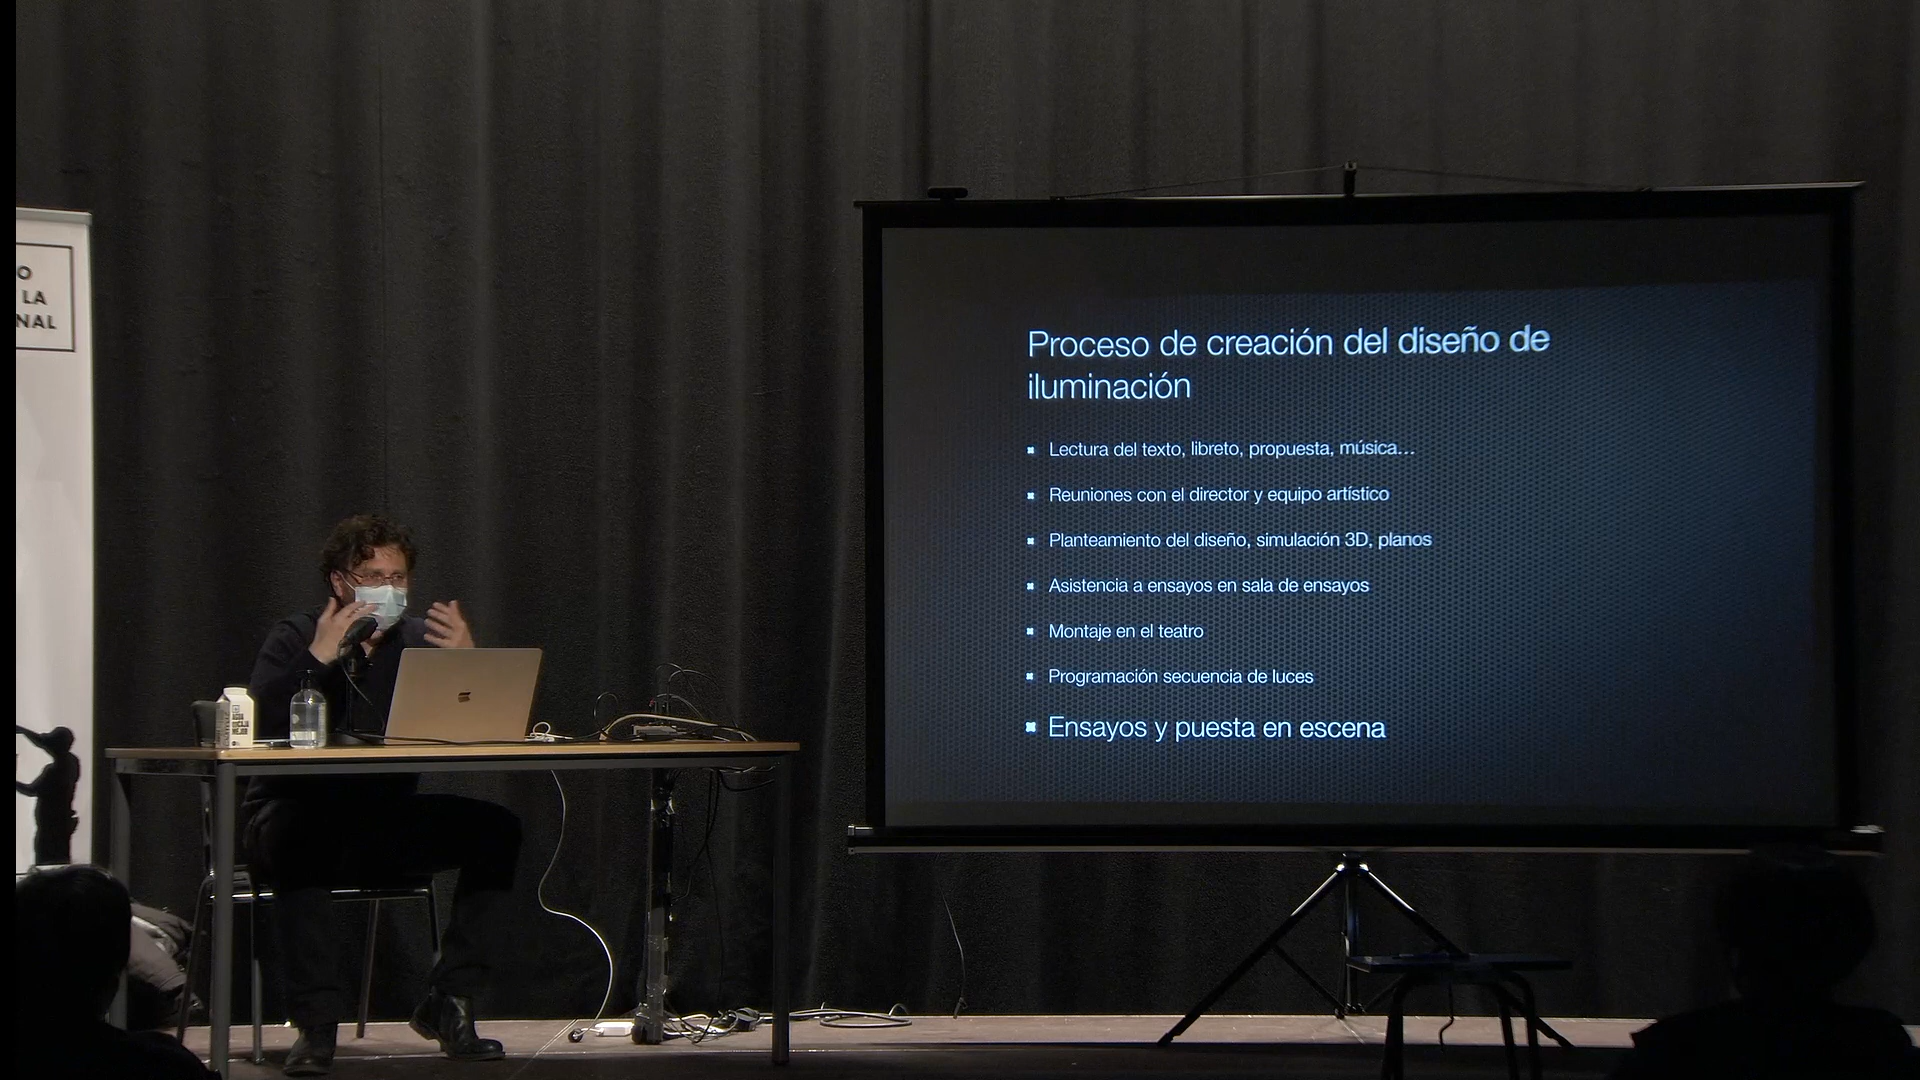 O
LA
NAL
Proceso de creación del diseño de
iluminación
Lectura del texto, libreto, propuesta, música...
Reuniones con el director y equipo artístico
Planteamiento del diseño, simulación 3D, planos
Asistencia a ensayos en sala de ensayos
Montaje en el teatro
Programación secuencia de luces
Ensayos y puesta en escena
MEJOR